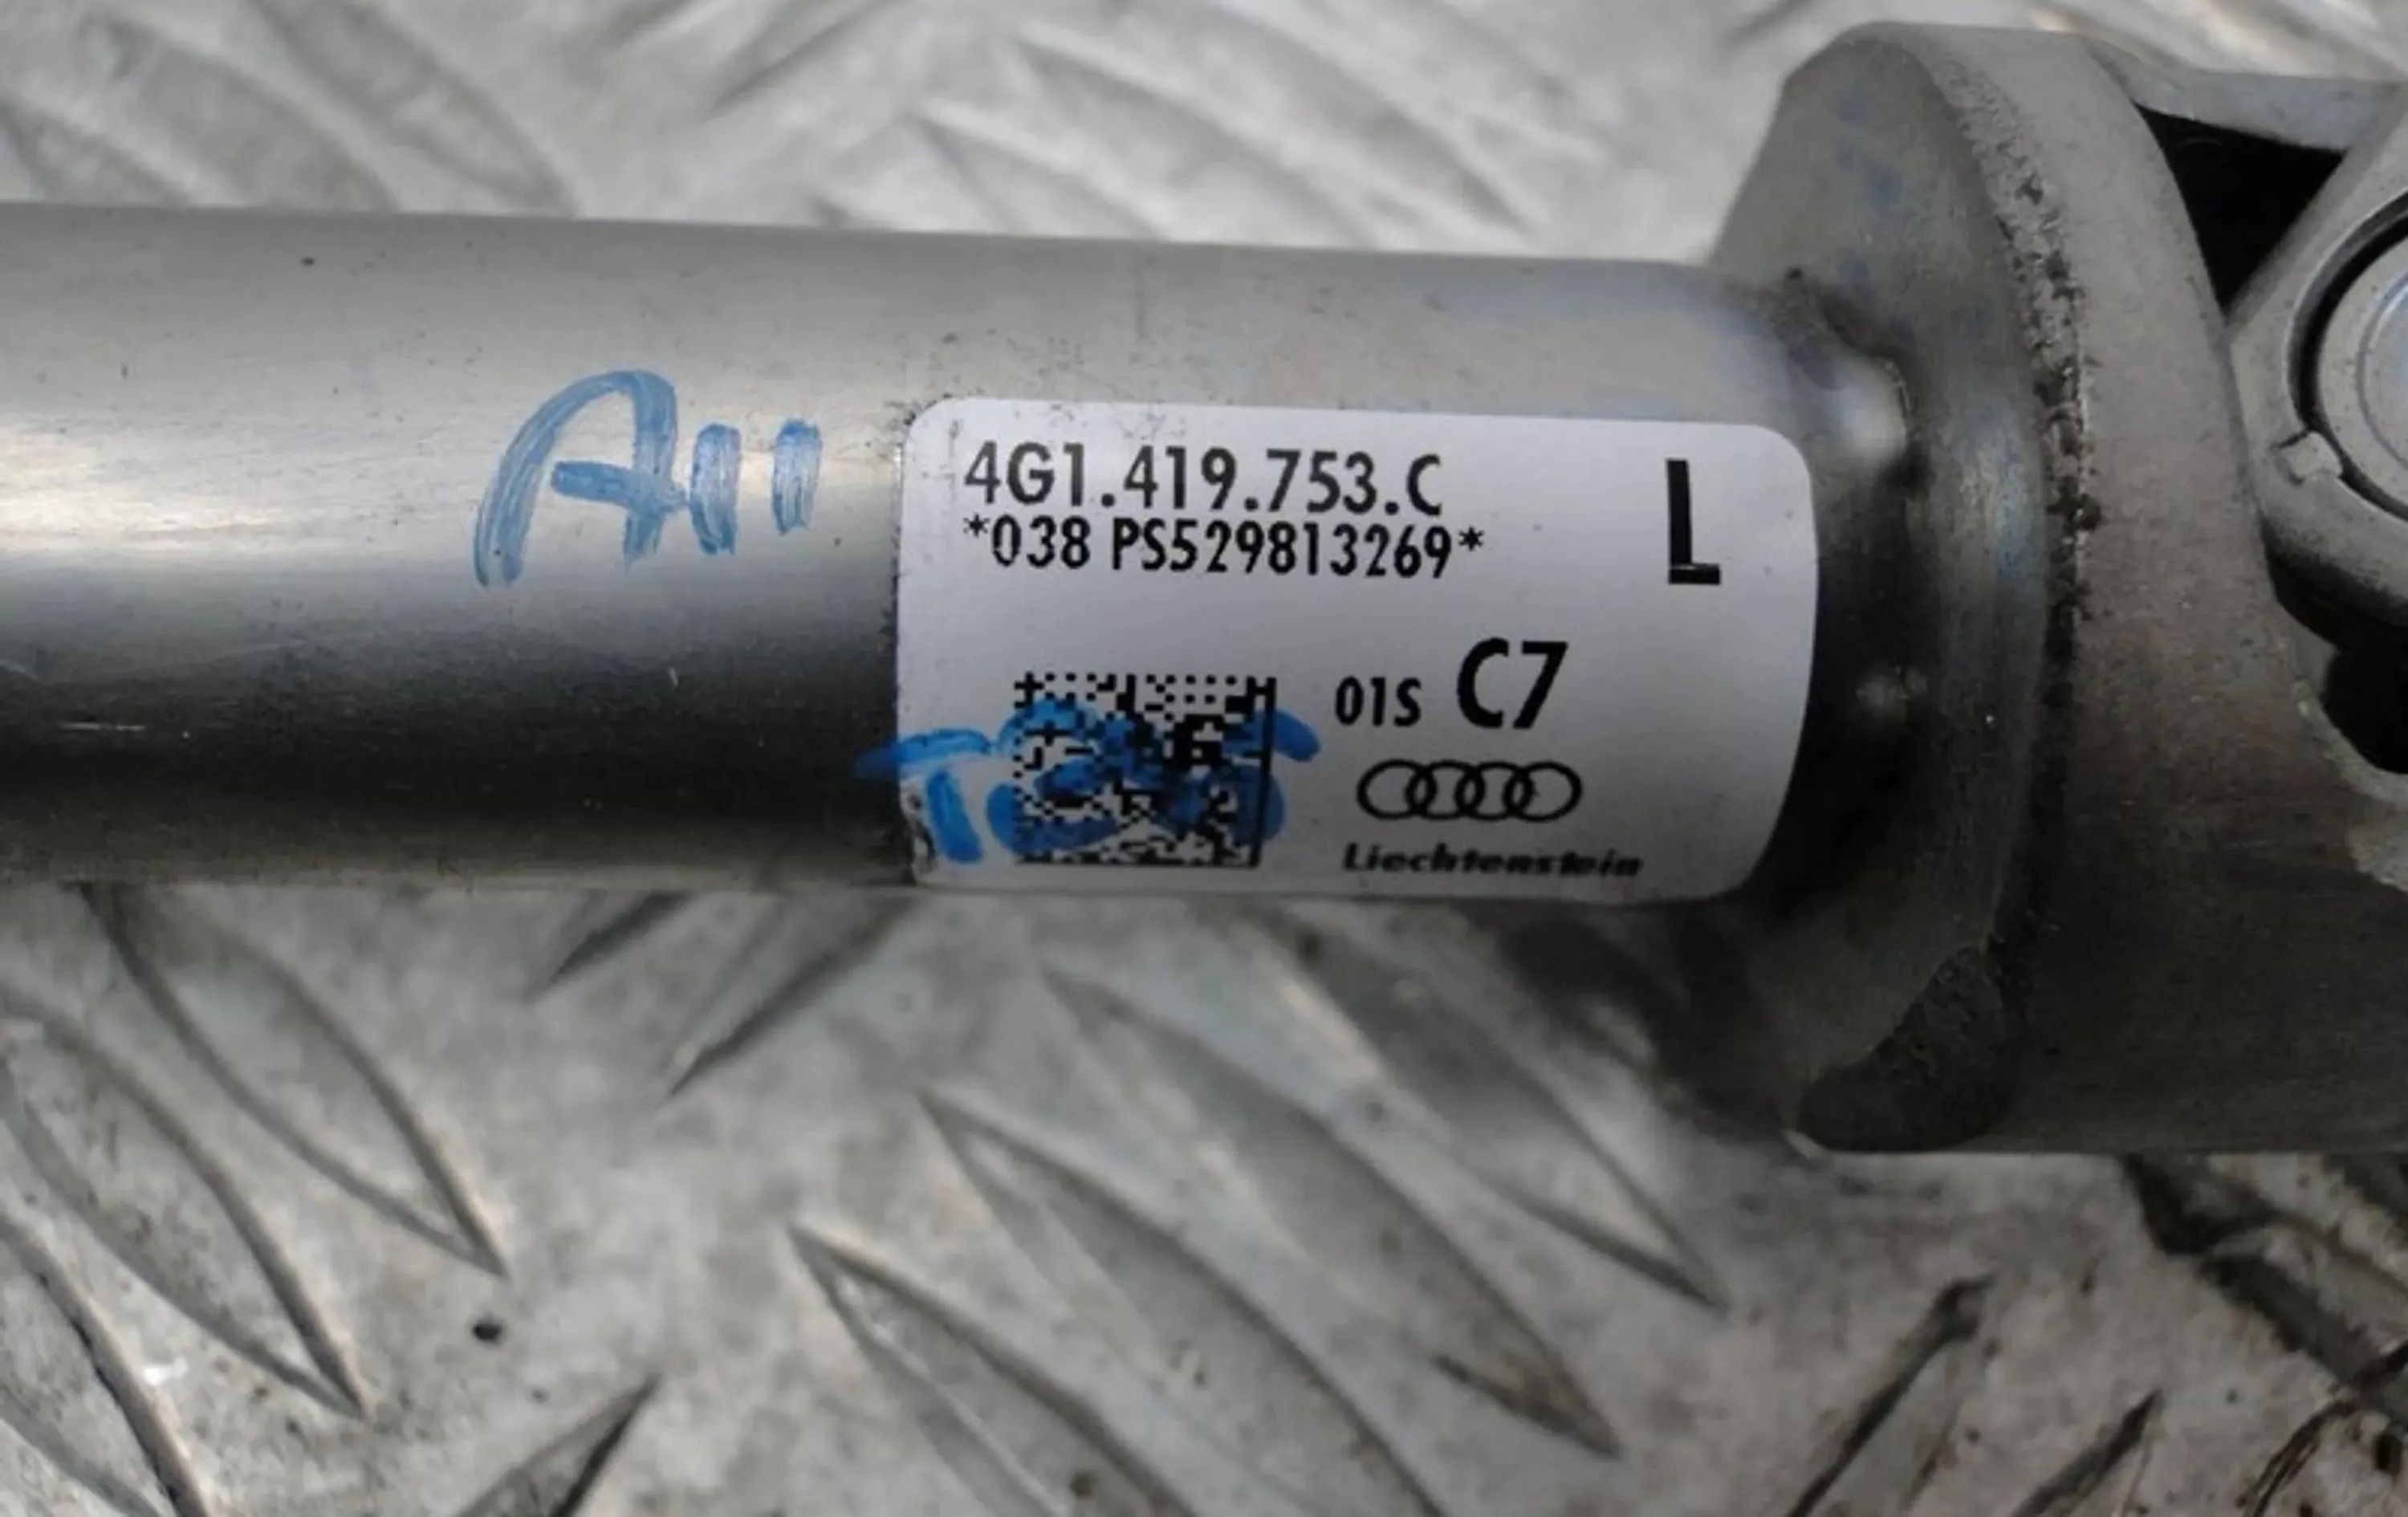 A11
4G1.419.753.C
*038 PS529813269*
L
01S C7
Liechtenstein